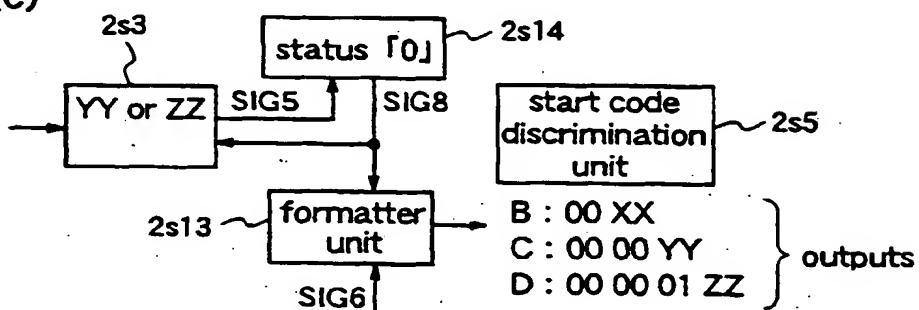 (c)
2s3
status「0」
2s14
YY or ZZ
SIG5
SIG8
start code
discrimination
unit
2s5
2s13
formatter
unit
B : 00 XX
C : 00 00 YY
D : 00 00 01 ZZ
outputs
SIG6